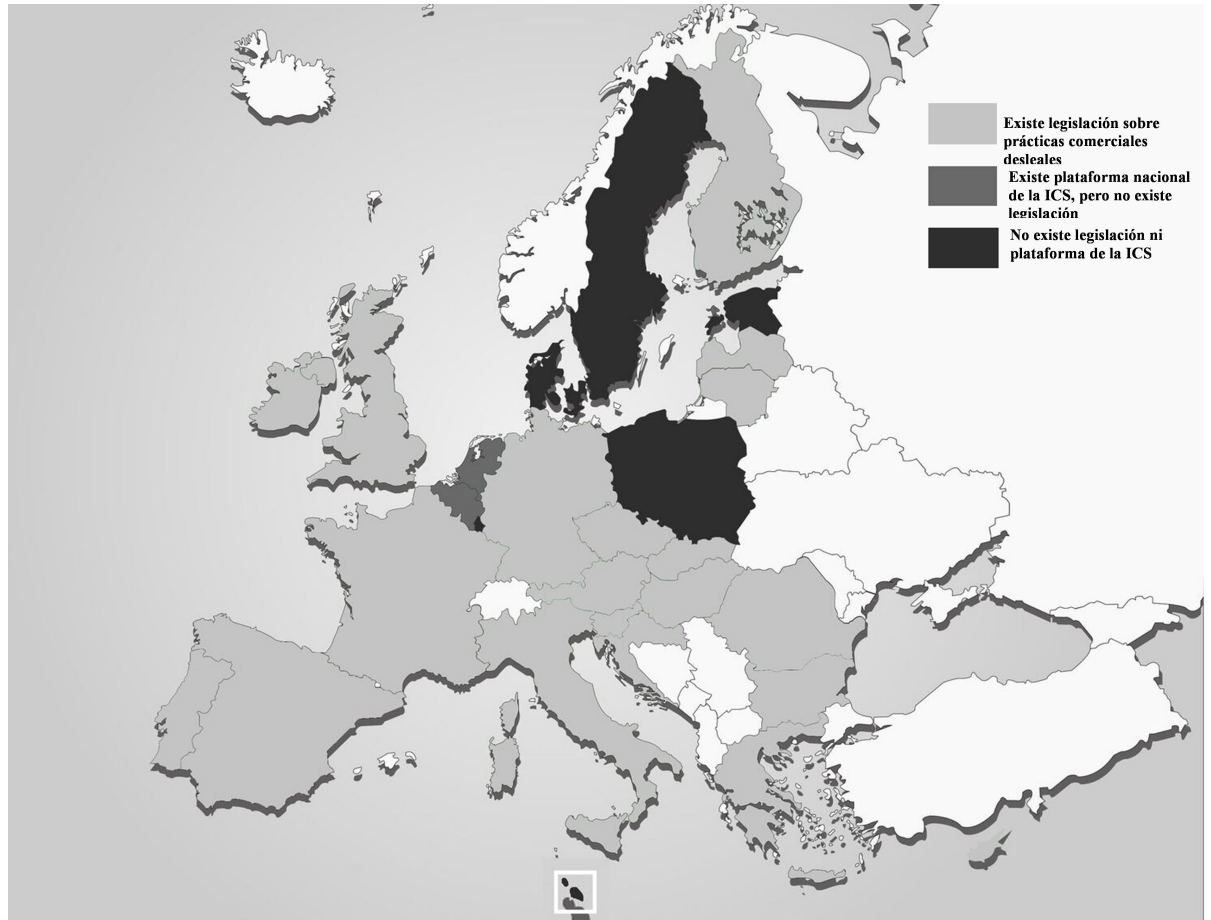 Existe legislación sobre
prácticas comerciales
desleales
Existe plataforma nacional
de la ICS, pero no existe
legislación
No existe legislación ni
plataforma de la ICS